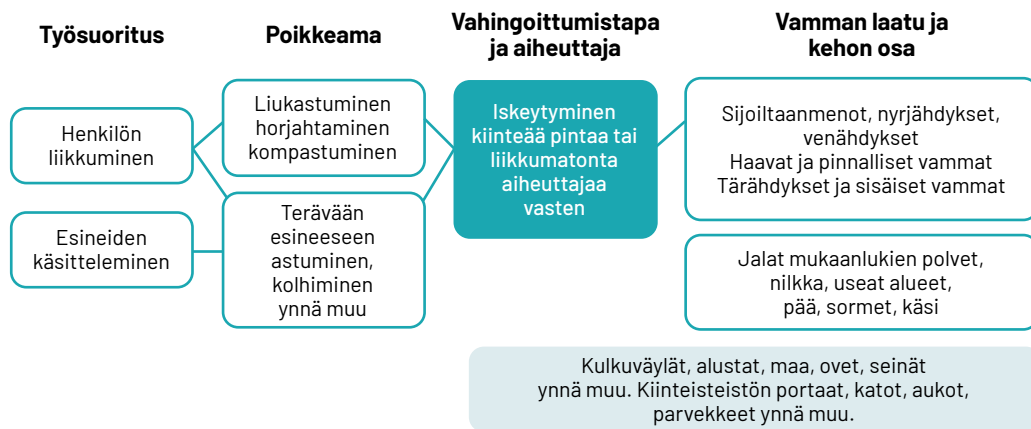 Työsuoritus
Poikkeama
Vahingoittumistapa
ja aiheuttaja
Vamman laatu ja
kehon osa
Henkilön
liikkuminen
Esineiden
käsitteleminen
Liukastuminen
horjahtaminen
kompastuminen
Terävään
esineeseen
astuminen,
kolhiminen
ynnä muu
Iskeytyminen
kiinteää pintaa tai
liikkumatonta
aiheuttajaa
vasten
Sijoiltaanmenot, nyrjähdykset,
venähdykset
Haavat ja pinnalliset vammat
Tärähdykset ja sisäiset vammat
Jalat mukaanlukien polvet,
nilkka, useat alueet,
pää, sormet, käsi
Kulkuväylät, alustat, maa, ovet, seinät
ynnä muu. Kiinteisteistön portaat, katot, aukot,
parvekkeet ynnä muu.